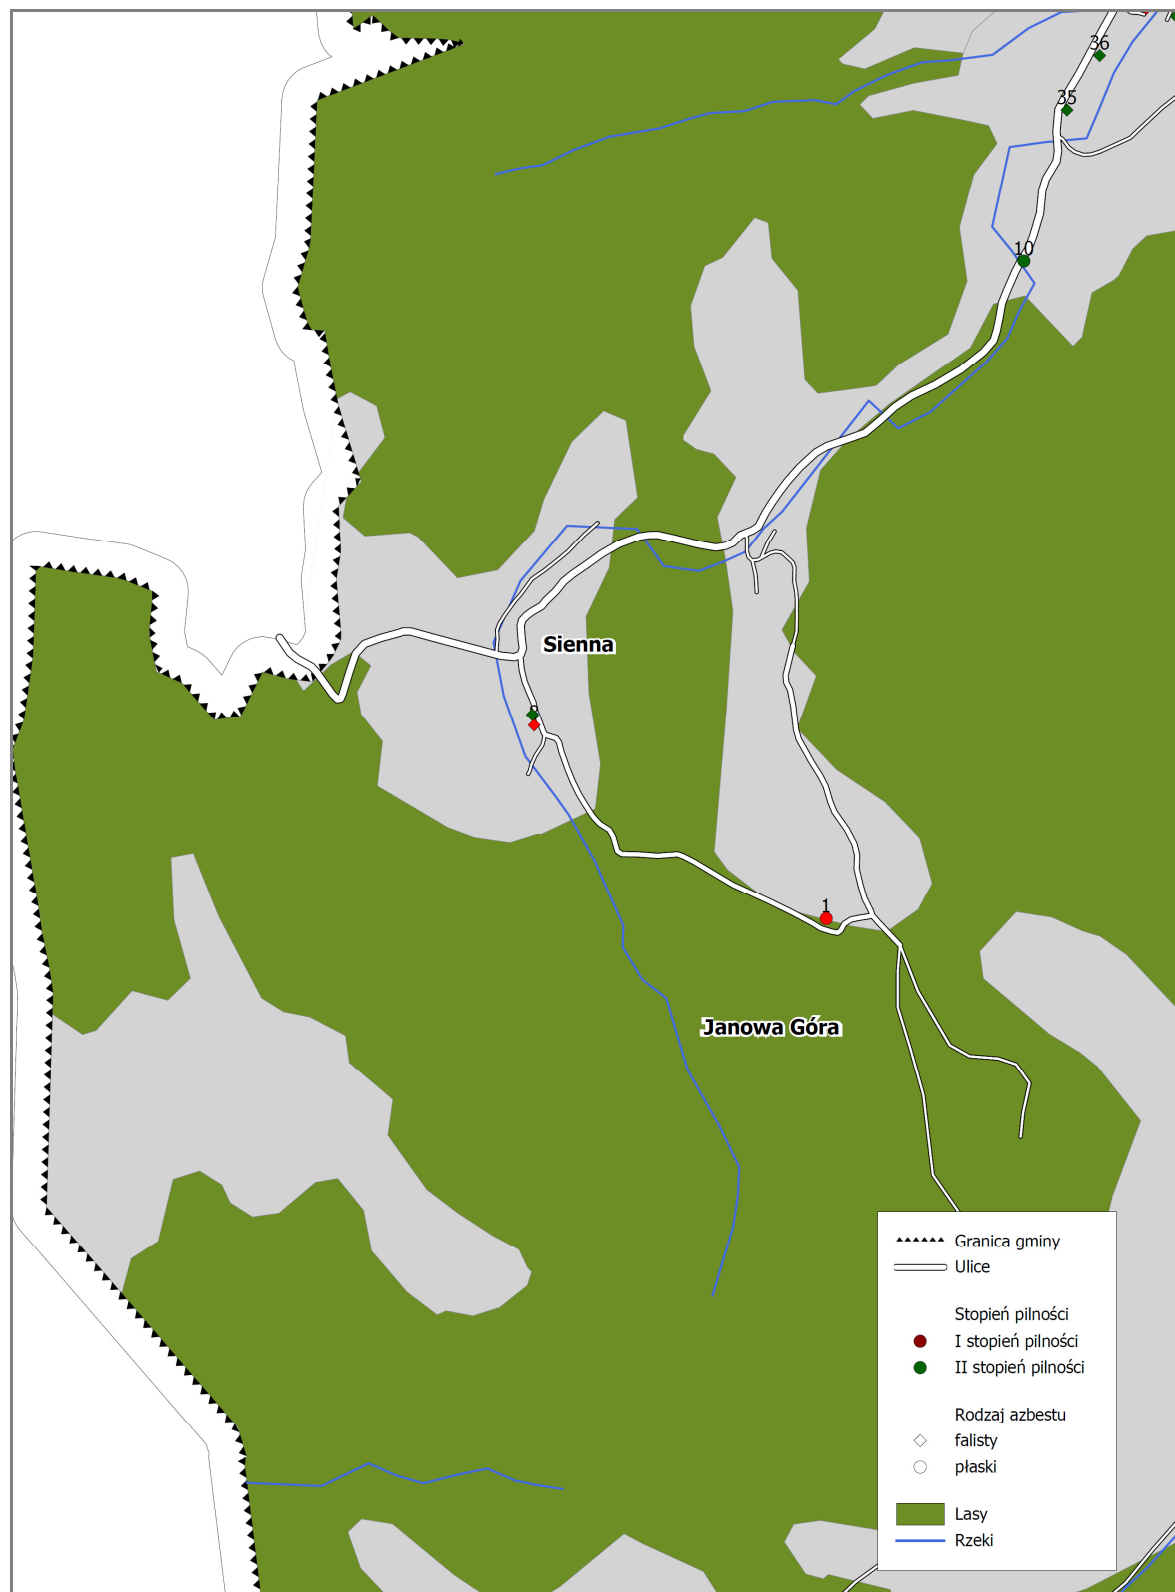 36
35
10
Sienna
1
Janowa Góra
Granica gminy
Ulice
Stopień pilności
I stopień pilności
II stopień pilności
Rodzaj azbestu
falisty
płaski
Lasy
Rzeki